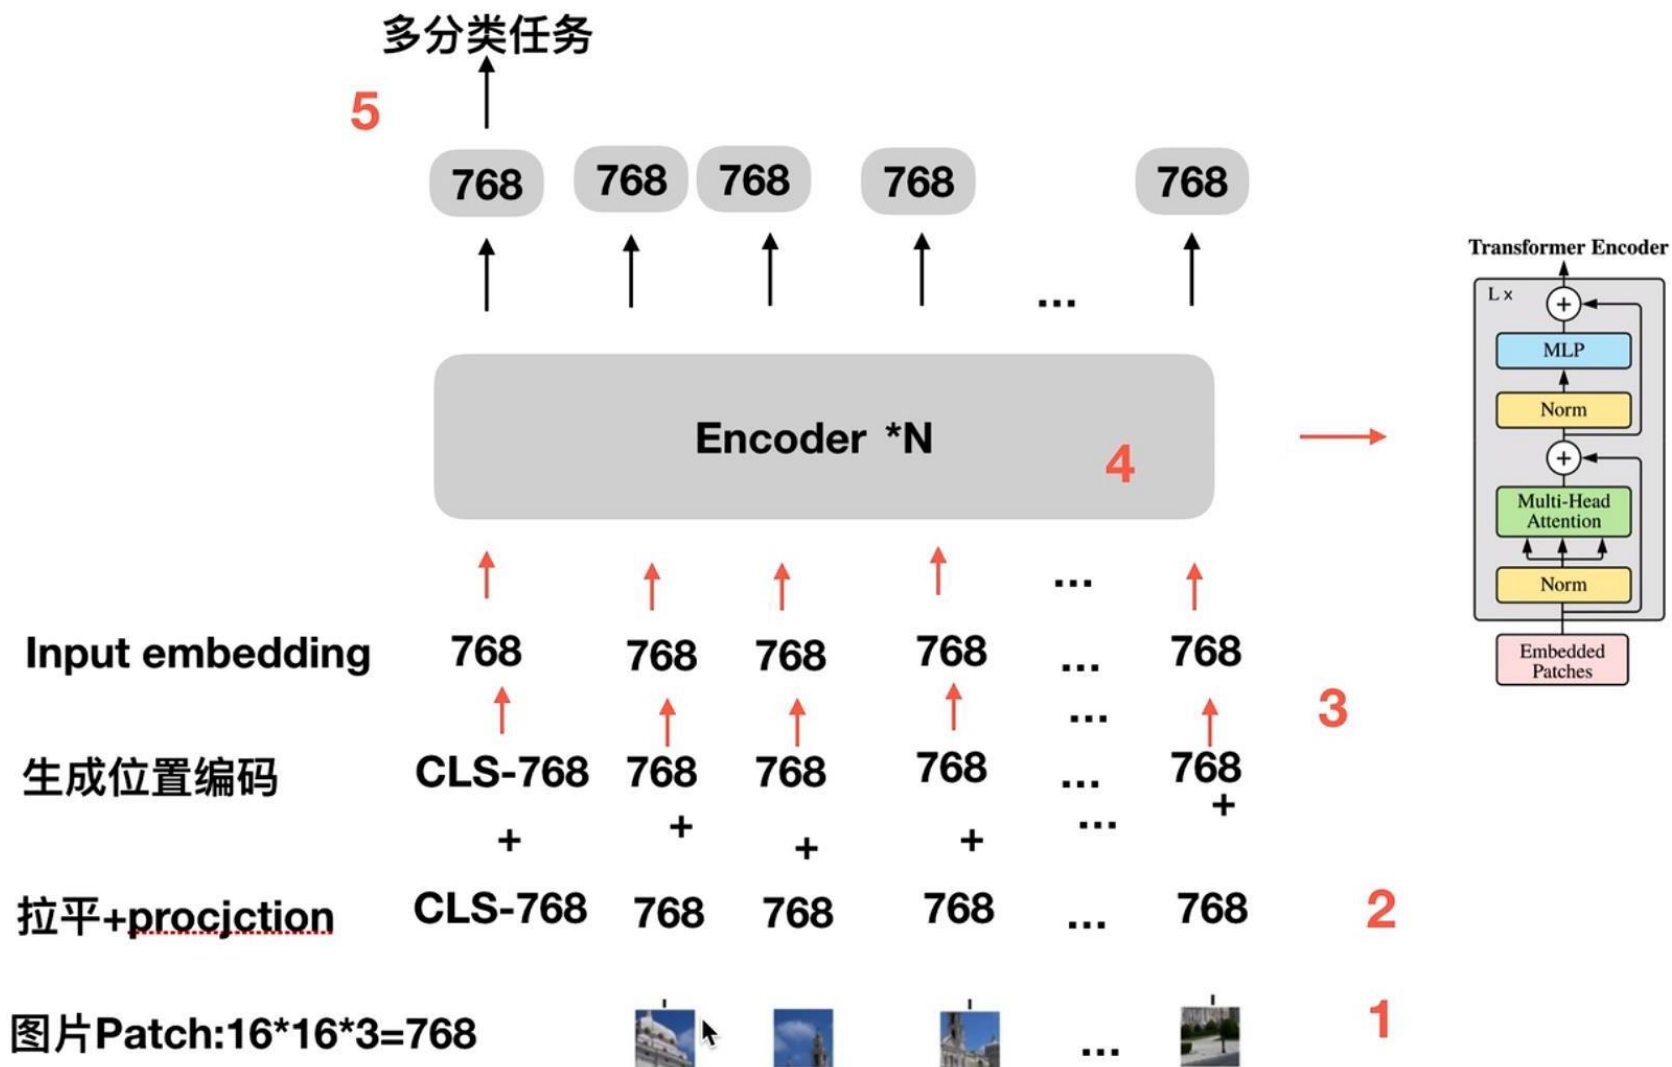 多分类任务
5
768 768 768 768 768
...
Encoder *N
4
...
Input embedding 768 768 768 768 ... 768
...
3
生成位置编码 CLS-768 768 768 768 ... 768
+ + + + ... +
拉平+procjction CLS-768 768 768 768 ... 768 2
图片Patch:16*16*3=768 ... 1
Transformer Encoder
L ×
+
MLP
Norm
+
Multi-Head
Attention
Norm
Embedded
Patches